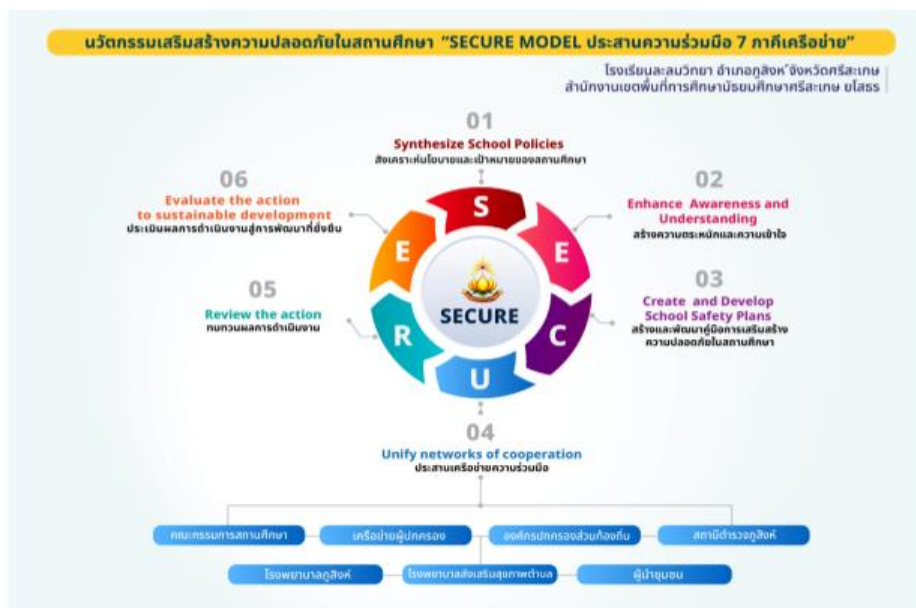 นวัตกรรมเสริมสร้างความปลอดภัยในสถานศึกษา "SECURE MODEL ประสานความร่วมมือ 7 ภาคีเครือข่าย"
โรงเรียนละลมวิทยา อำเภอภูสิงห์ จังหวัดศรีสะเกษ
สำนักงานเขตพื้นที่การศึกษามัธยมศึกษาศรีสะเกษ ยโสธร
01
Synthesize School Policies
สังเคราะห์นโยบายและเป้าหมายของสถานศึกษา
02
Enhance Awareness and
Understanding
สร้างความตระหนักและความเข้าใจ
03
Create and Develop
School Safety Plans
สร้างและพัฒนาคู่มือการเสริมสร้าง
ความปลอดภัยในสถานศึกษา
04
Unify networks of cooperation
ประสานเครือข่ายความร่วมมือ
05
Review the action
ทบทวนผลการดำเนินงาน
06
Evaluate the action
to sustainable development
ประเมินผลการดำเนินงานสู่การพัฒนาที่ยั่งยืน
S
E
C
U
R
E
SECURE
คณะกรรมการสถานศึกษา
เครือข่ายผู้ปกครอง
องค์กรปกครองส่วนท้องถิ่น
สถานีตำรวจภูสิงห์
โรงพยาบาลภูสิงห์
โรงพยาบาลส่งเสริมสุขภาพตำบล
ผู้นำชุมชน